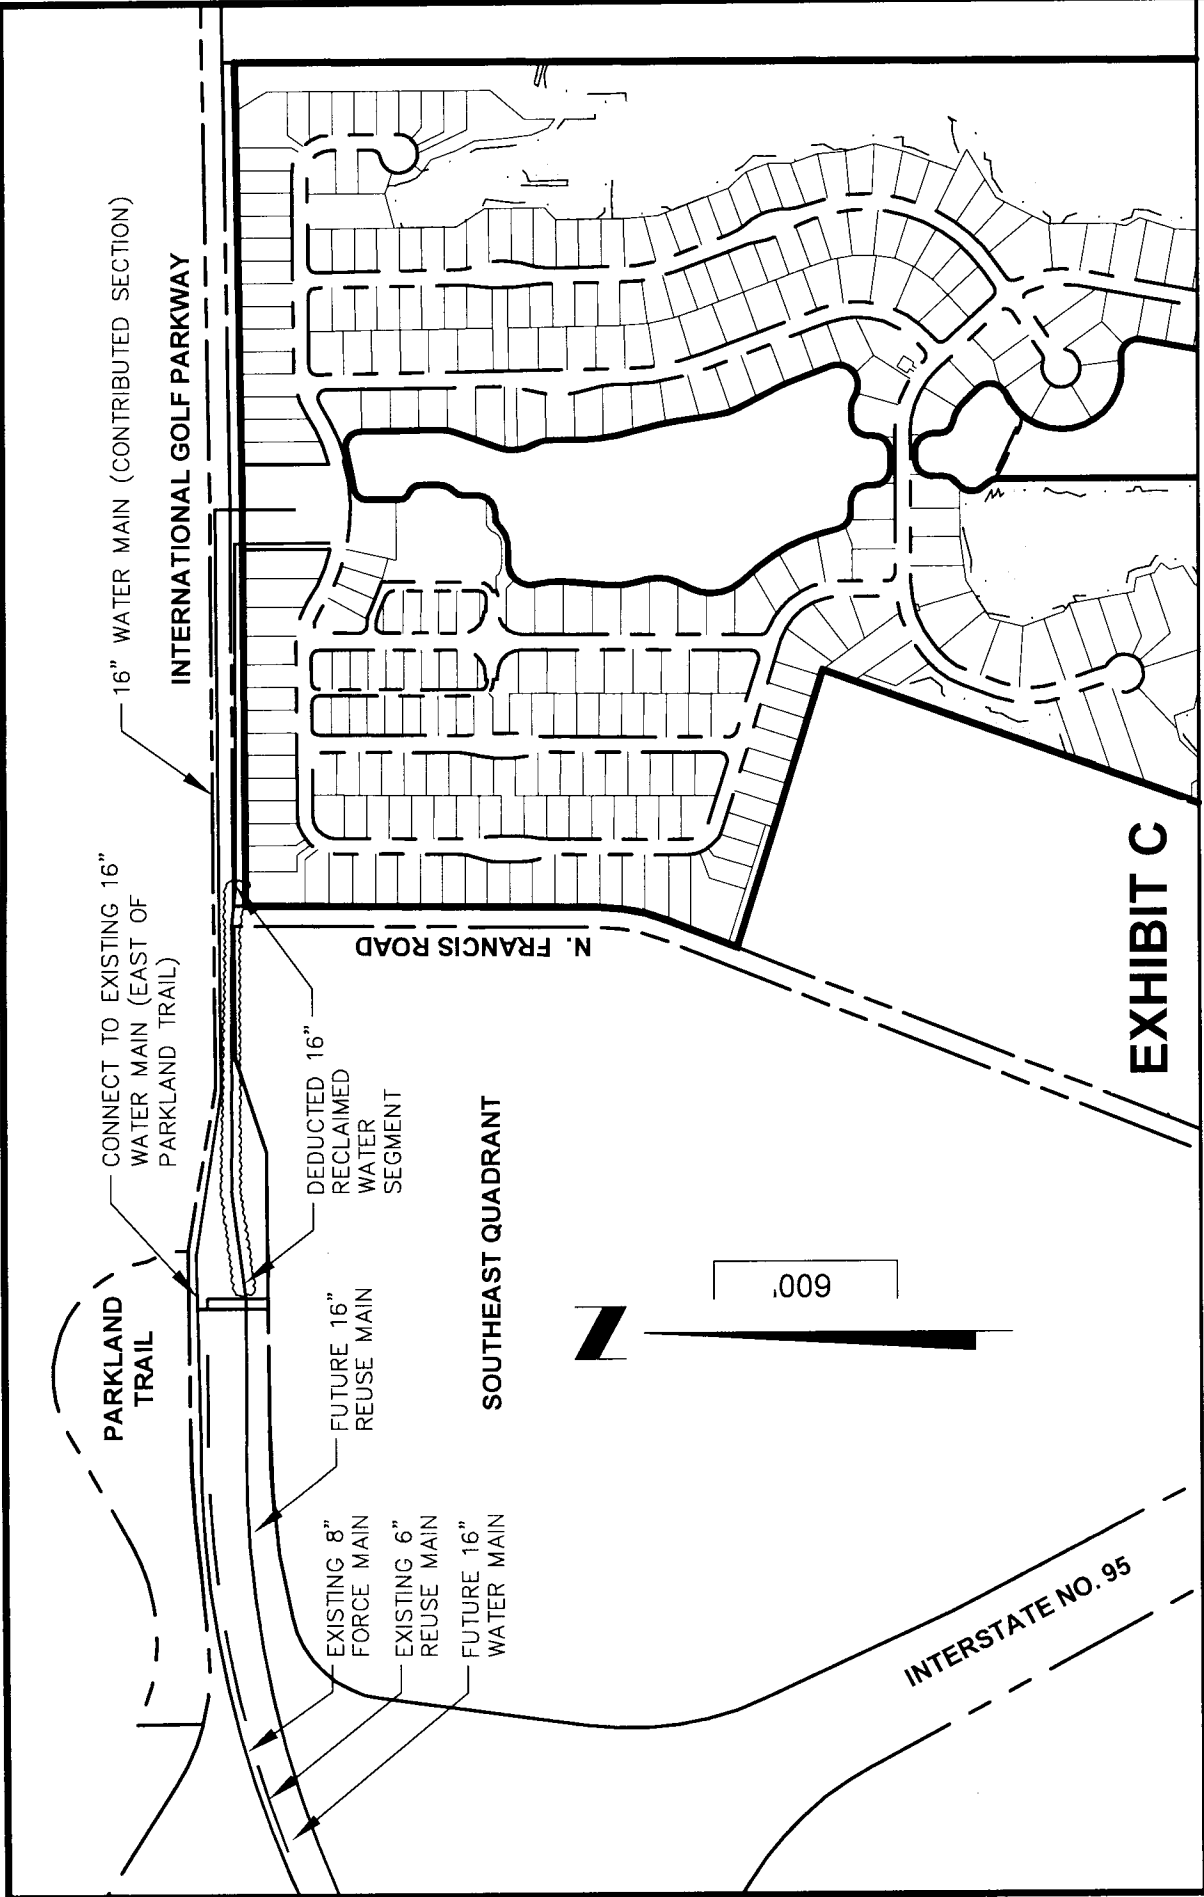 16" WATER MAIN (CONTRIBUTED SECTION)
INTERNATIONAL GOLF PARKWAY
CONNECT TO EXISTING 16"
WATER MAIN (EAST OF
PARKLAND TRAIL)
PARKLAND
TRAIL
N. FRANCIS ROAD
DEDUCTED 16"
RECLAIMED
WATER
SEGMENT
FUTURE 16"
REUSE MAIN
EXISTING 8"
FORCE MAIN
EXISTING 6"
REUSE MAIN
FUTURE 16"
WATER MAIN
SOUTHEAST QUADRANT
N
600'
INTERSTATE NO. 95
EXHIBIT C